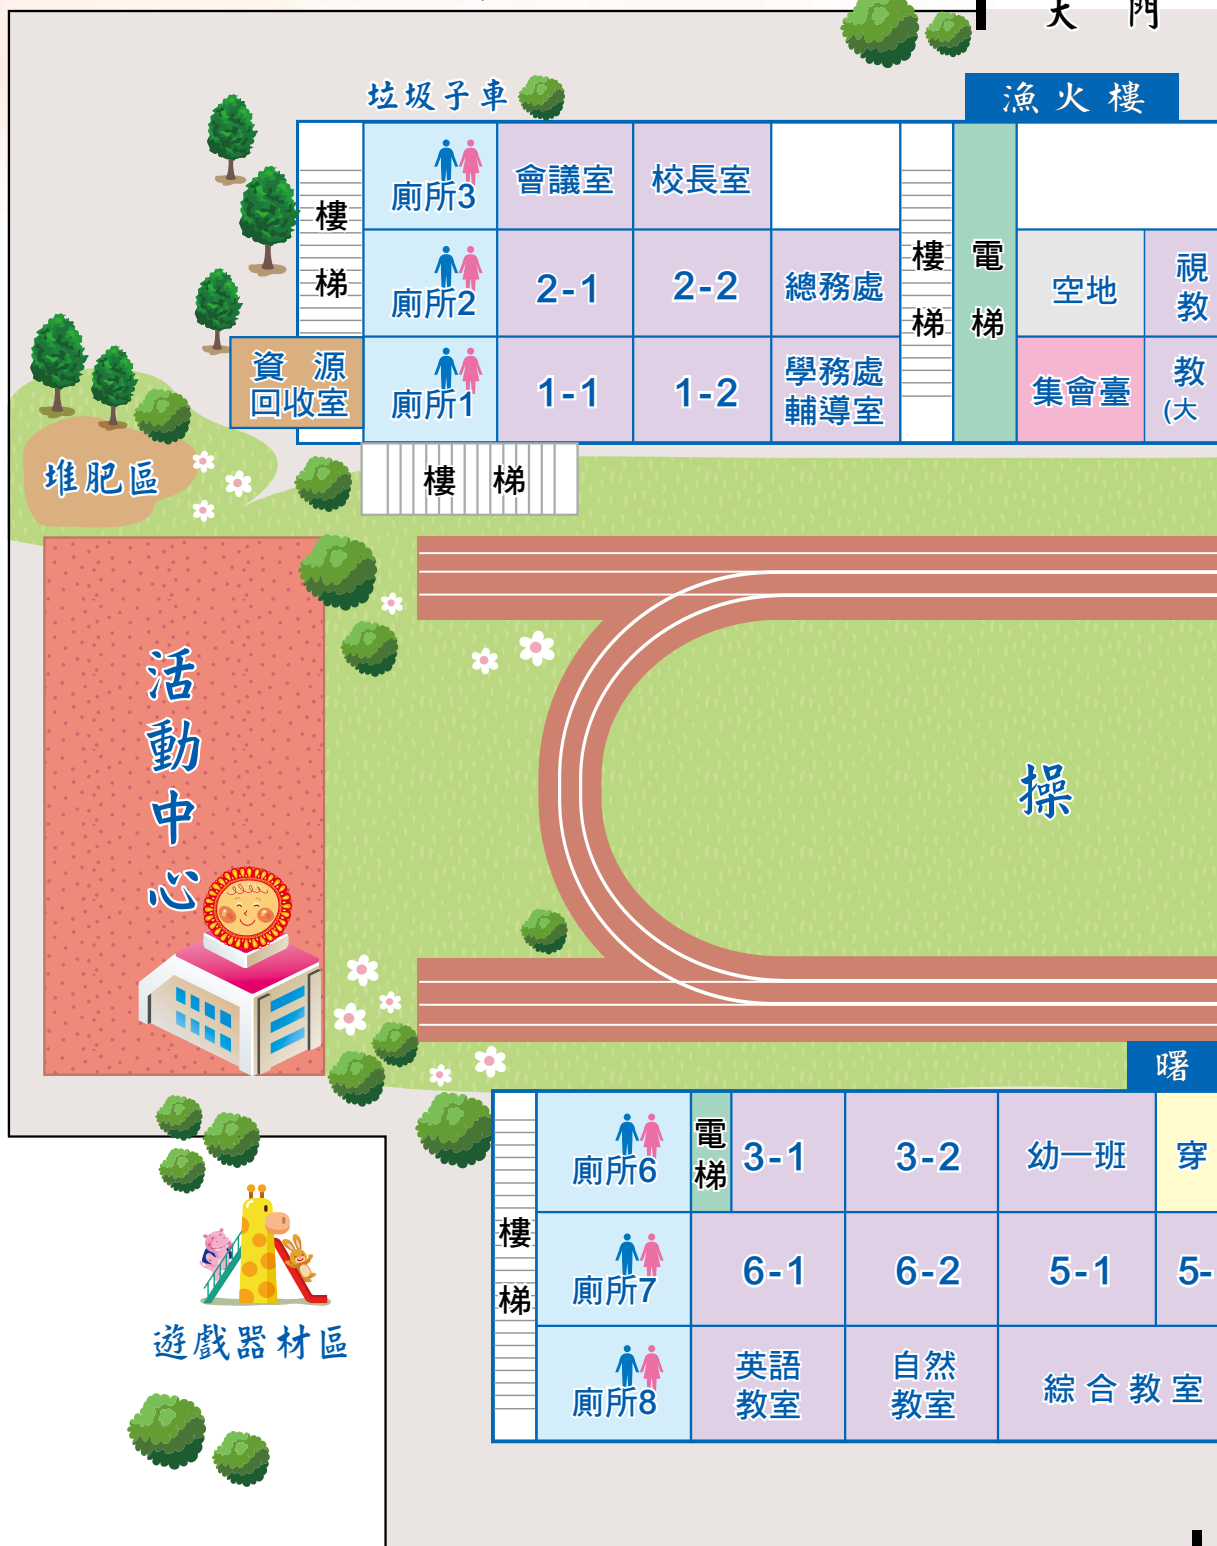 大 門
垃圾子車
漁火樓
廁所3
會議室
校長室
樓梯
廁所2
2-1
2-2
總務處
樓梯
電梯
空地
視
教
資源
回收室
廁所1
1-1
1-2
學務處
輔導室
集會臺
教
(大
堆肥區
樓梯
活動中心
操
曙
廁所6
電梯
3-1
3-2
幼一班
穿
樓梯
廁所7
6-1
6-2
5-1
5-
廁所8
英語
教室
自然
教室
綜合教室
遊戲器材區